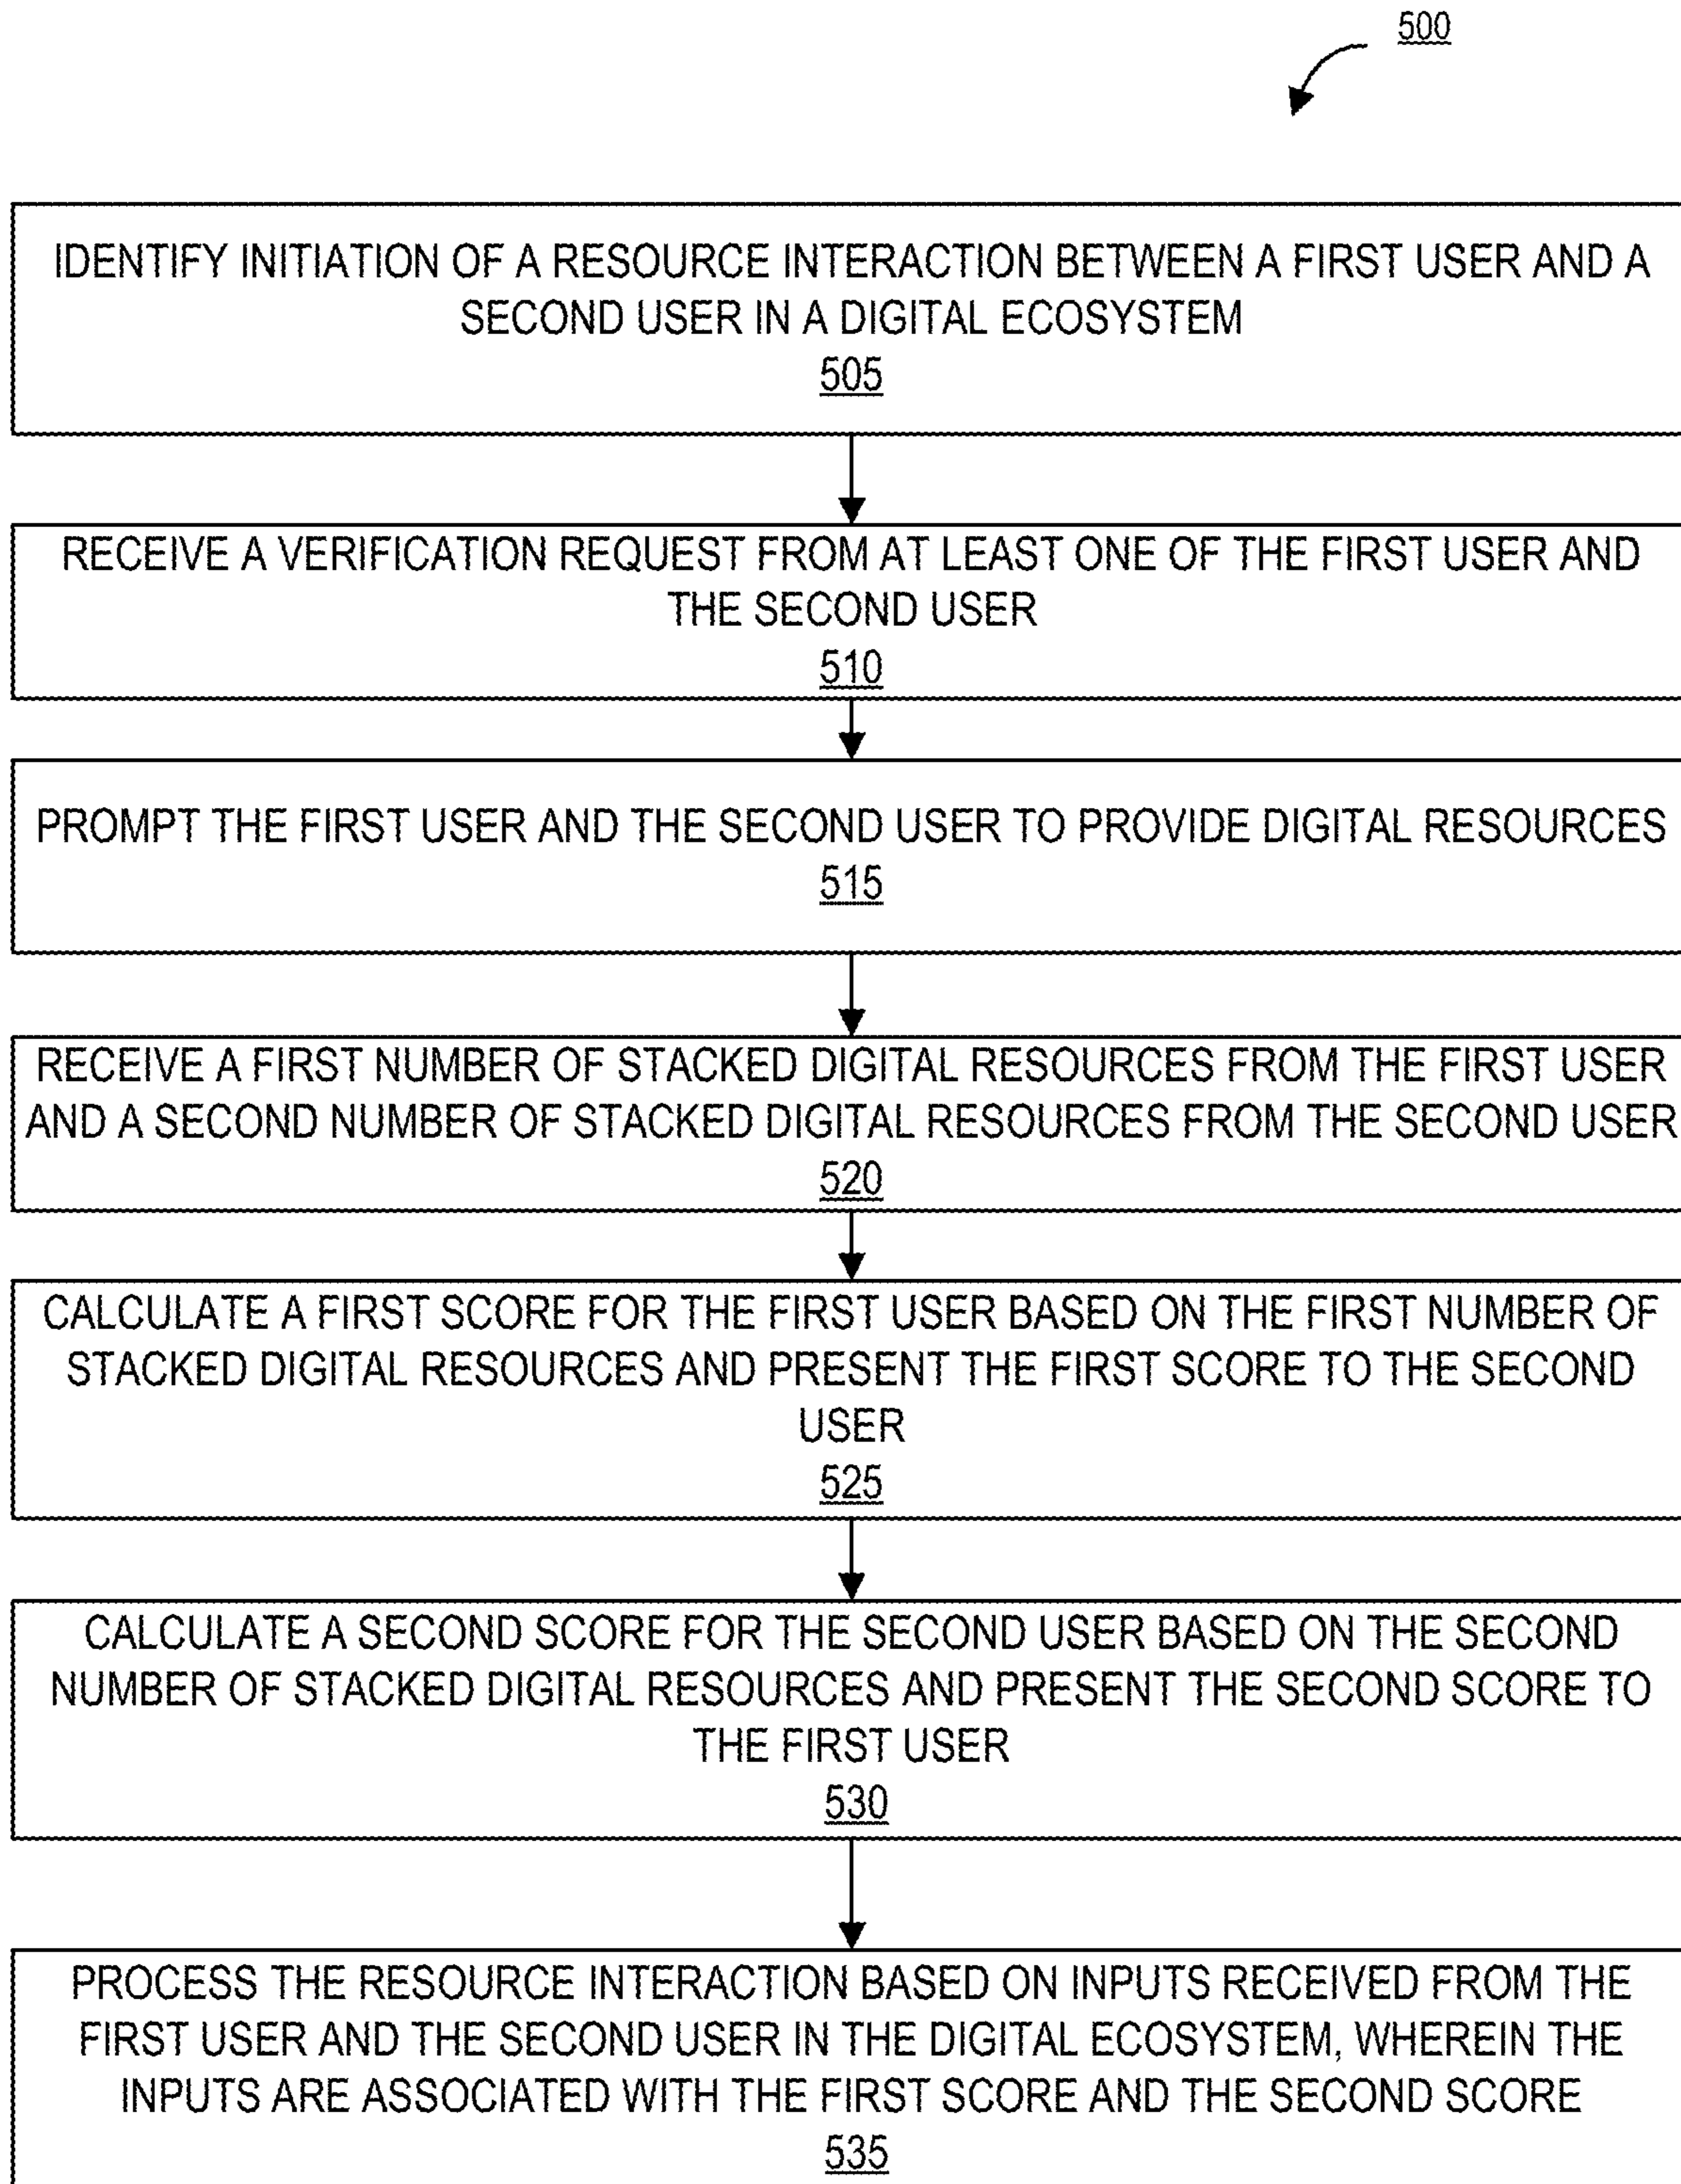 500
IDENTIFY INITIATION OF A RESOURCE INTERACTION BETWEEN A FIRST USER AND A
SECOND USER IN A DIGITAL ECOSYSTEM
505
RECEIVE A VERIFICATION REQUEST FROM AT LEAST ONE OF THE FIRST USER AND
THE SECOND USER
510
PROMPT THE FIRST USER AND THE SECOND USER TO PROVIDE DIGITAL RESOURCES
515
RECEIVE A FIRST NUMBER OF STACKED DIGITAL RESOURCES FROM THE FIRST USER
AND A SECOND NUMBER OF STACKED DIGITAL RESOURCES FROM THE SECOND USER
520
CALCULATE A FIRST SCORE FOR THE FIRST USER BASED ON THE FIRST NUMBER OF
STACKED DIGITAL RESOURCES AND PRESENT THE FIRST SCORE TO THE SECOND
USER
525
CALCULATE A SECOND SCORE FOR THE SECOND USER BASED ON THE SECOND
NUMBER OF STACKED DIGITAL RESOURCES AND PRESENT THE SECOND SCORE TO
THE FIRST USER
530
PROCESS THE RESOURCE INTERACTION BASED ON INPUTS RECEIVED FROM THE
FIRST USER AND THE SECOND USER IN THE DIGITAL ECOSYSTEM, WHEREIN THE
INPUTS ARE ASSOCIATED WITH THE FIRST SCORE AND THE SECOND SCORE
535